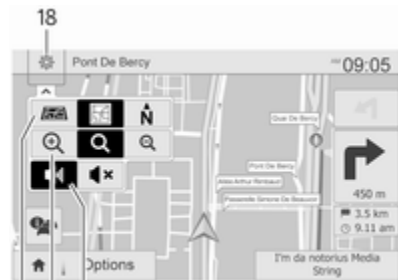 18
Pont De Bercy
09:05
N
Quai De Bercy
Pont De Bercy
Allée Arthur Rimbaud
Passerelle Simone De Beauvoir
450 m
3.5 km
9.11 am
Options
I'm da notorius Media
String